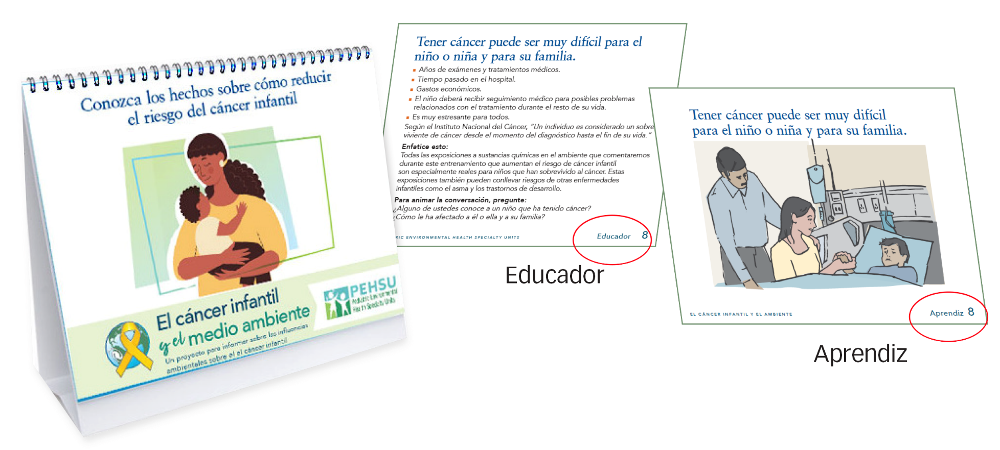 Conozca los hechos sobre cómo reducir
el riesgo del cáncer infantil
El cáncer infantil
y el medio ambiente
Un proyecto para informar sobre las influencias
ambientales sobre el el cáncer infantil
PEHSU
Pediatric Environmental
Health Specialty Units
Tener cáncer puede ser muy difícil para el
niño o niña y para su familia.
▪ Años de exámenes y tratamientos médicos.
▪ Tiempo pasado en el hospital.
▪ Gastos económicos.
▪ El niño deberá recibir seguimiento médico para posibles problemas
relacionados con el tratamiento durante el resto de su vida.
▪ Es muy estresante para todos.
Según el Instituto Nacional del Cáncer, “Un individuo es considerado un sobre
viviente de cáncer desde el momento del diagnóstico hasta el fin de su vida.”
Enfatice esto:
Todas las exposiciones a sustancias químicas en el ambiente que comentaremos
durante este entrenamiento que aumentan el riesgo de cáncer infantil
son especialmente reales para niños que han sobrevivido al cáncer. Estas
exposiciones también pueden conllevar riesgos de otras enfermedades
infantiles como el asma y los trastornos de desarrollo.
Para animar la conversación, pregunte:
¿Alguno de ustedes conoce a un niño que ha tenido cáncer?
¿Cómo le ha afectado a él o ella y a su familia?
RIC ENVIRONMENTAL HEALTH SPECIALTY UNITS
Educador 8
Educador
Tener cáncer puede ser muy difícil
para el niño o niña y para su familia.
EL CÁNCER INFANTIL Y EL AMBIENTE
Aprendiz 8
Aprendiz